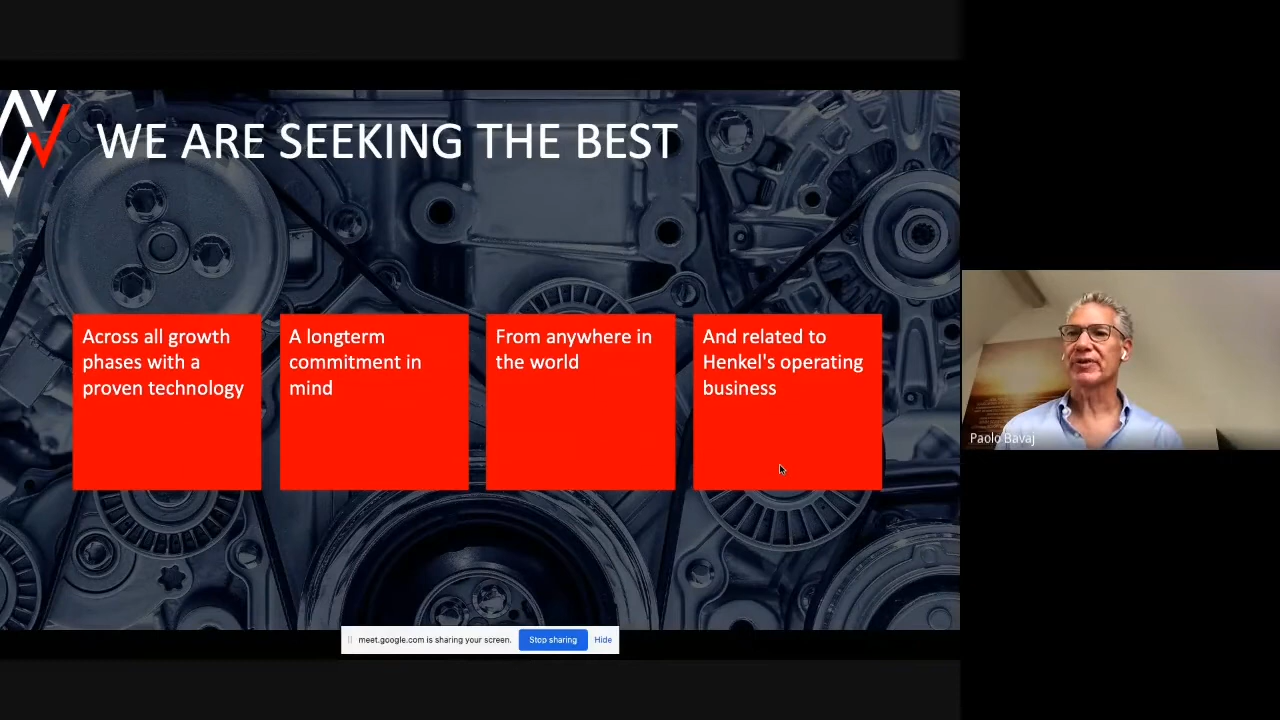 WE ARE SEEKING THE BEST
Across all growth
phases with a
proven technology
A longterm
commitment in
mind
From anywhere in
the world
And related to
Henkel's operating
business
Paolo Bavaj
meet.google.com is sharing your screen.
Stop sharing
Hide